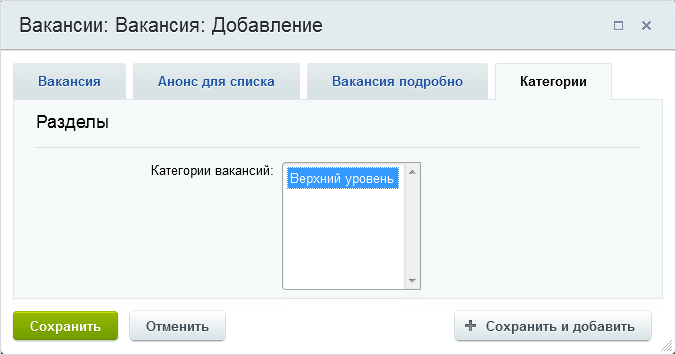 Вакансии: Вакансия: Добавление
Вакансия Анонс для списка Вакансия подробно Категории
Разделы
Категории вакансий: Верхний уровень
Сохранить Отменить Сохранить и добавить